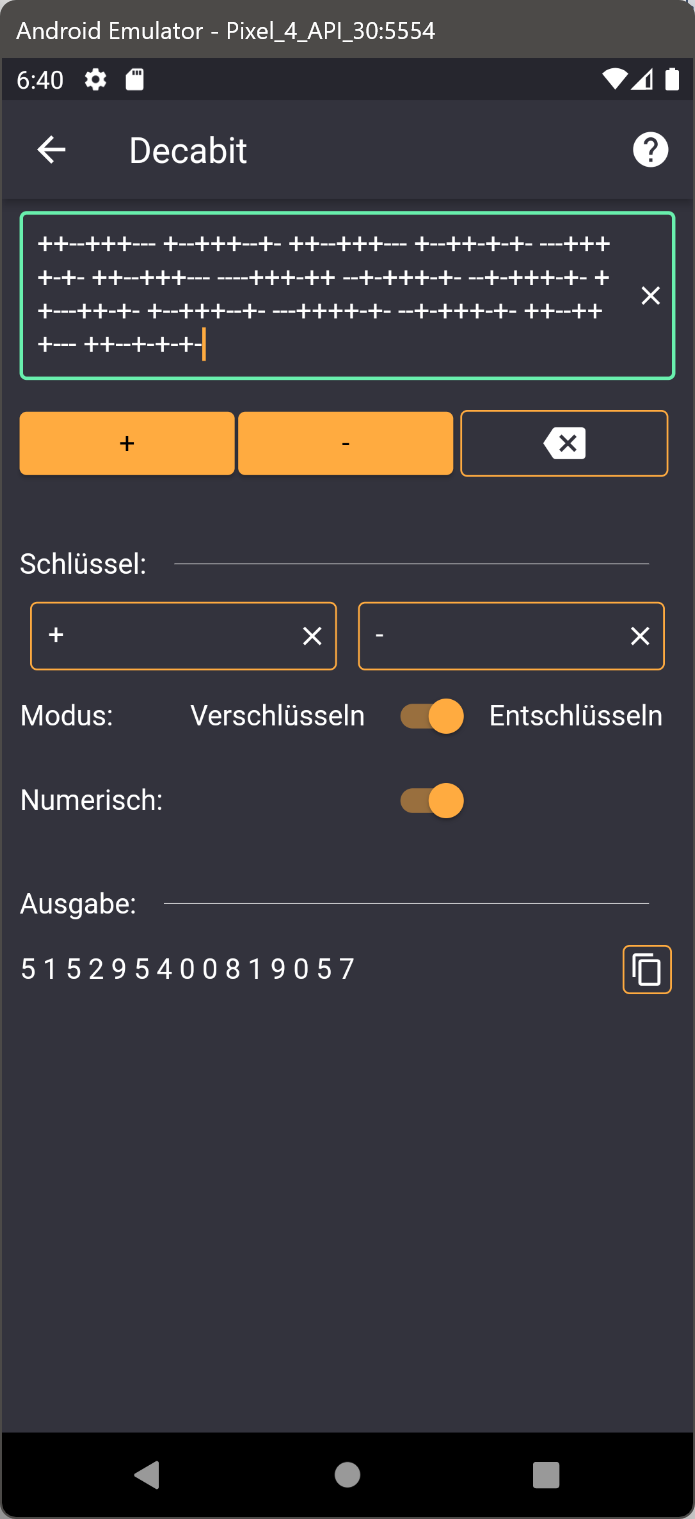 Android Emulator - Pixel_4_API_30:5554
6:40
Decabit
++--+++--- +--+++--+- ++--+++--- +--++-+-+- ---+++
+-+- ++--+++--- ----+++-++ --+-+++-+- --+-+++-+- +
+---++-+- +--+++--+- ---++++-+- --+-+++-+- ++--++
+--- ++--+-+-+-
+
-
Schlüssel:
+
-
Modus: Verschlüsseln Entschlüsseln
Numerisch:
Ausgabe:
5 1 5 2 9 5 4 0 0 8 1 9 0 5 7